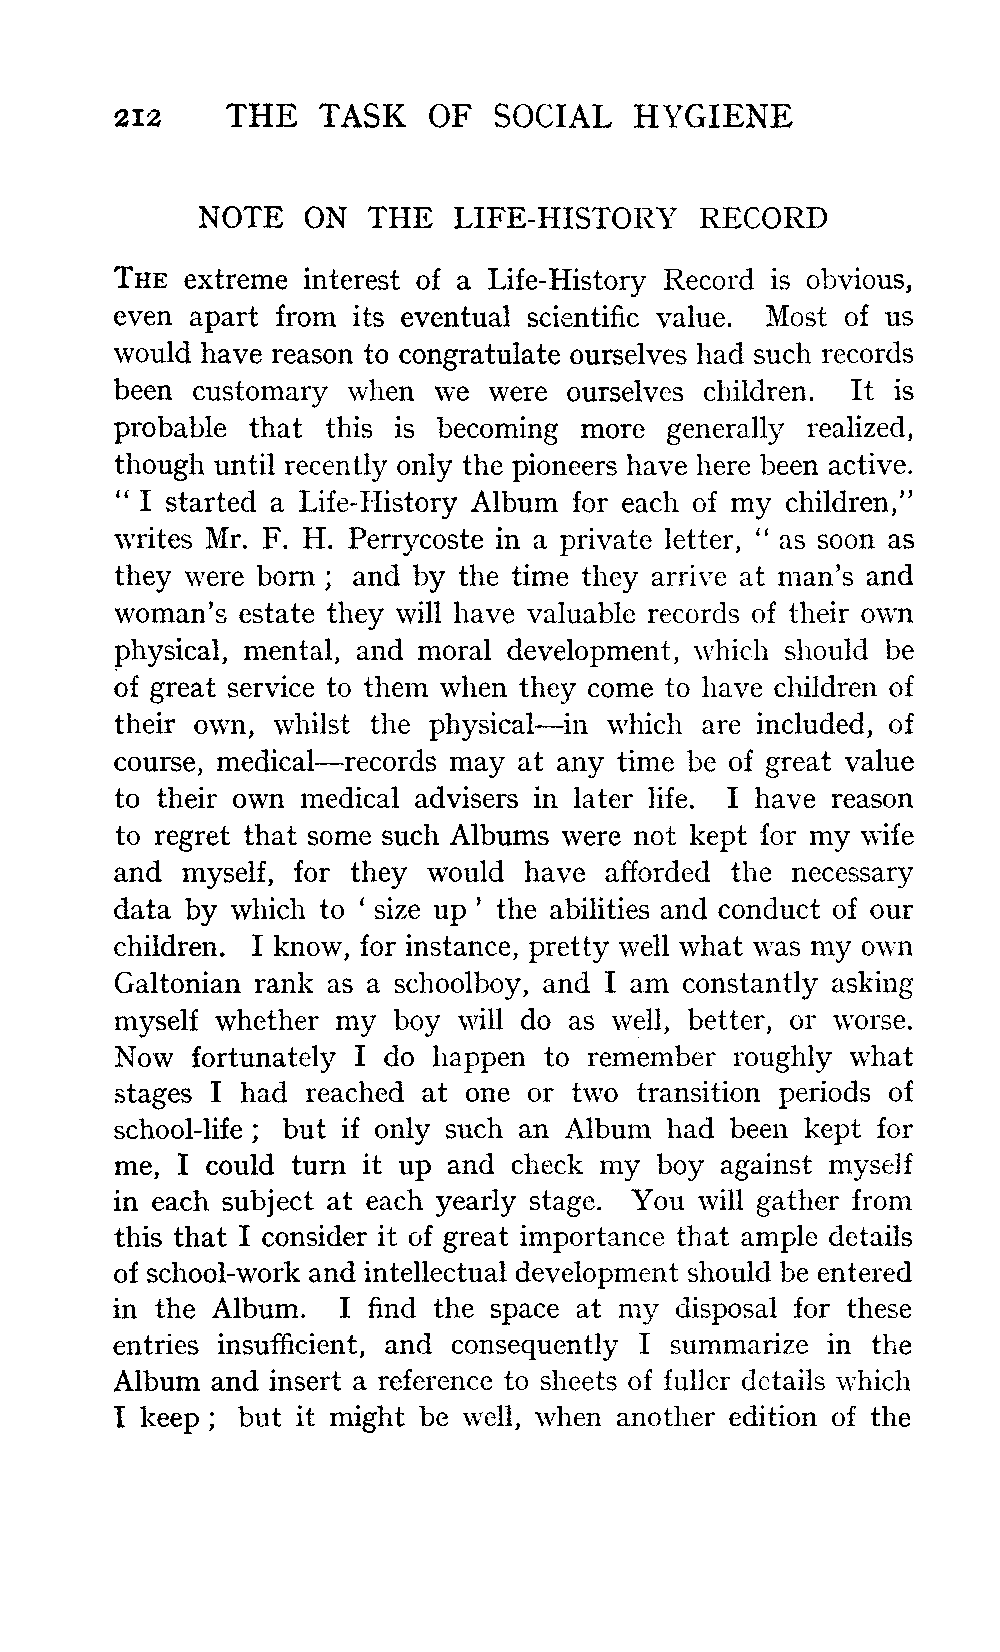 212 THE TASK OF SOCIAL HYGIENE
NOTE ON THE LIFE-HISTORY RECORD
THE extreme interest of a Life-History Record is obvious,
even apart from its eventual scientific value. Most of us
would have reason to congratulate ourselves had such records
been customary when we were ourselves children. It is
probable that this is becoming more generally realized,
though until recently only the pioneers have here been active.
“ I started a Life-History Album for each of my children,”
writes Mr. F. H. Perrycoste in a private letter, “ as soon as
they were born ; and by the time they arrive at man's and
woman's estate they will have valuable records of their own
physical, mental, and moral development, which should be
of great service to them when they come to have children of
their own, whilst the physical—in which are included, of
course, medical—records may at any time be of great value
to their own medical advisers in later life. I have reason
to regret that some such Albums were not kept for my wife
and myself, for they would have afforded the necessary
data by which to ‘ size up ’ the abilities and conduct of our
children. I know, for instance, pretty well what was my own
Galtonian rank as a schoolboy, and I am constantly asking
myself whether my boy will do as well, better, or worse.
Now fortunately I do happen to remember roughly what
stages I had reached at one or two transition periods of
school-life ; but if only such an Album had been kept for
me, I could turn it up and check my boy against myself
in each subject at each yearly stage. You will gather from
this that I consider it of great importance that ample details
of school-work and intellectual development should be entered
in the Album. I find the space at my disposal for these
entries insufficient, and consequently I summarize in the
Album and insert a reference to sheets of fuller details which
I keep ; but it might be well, when another edition of the